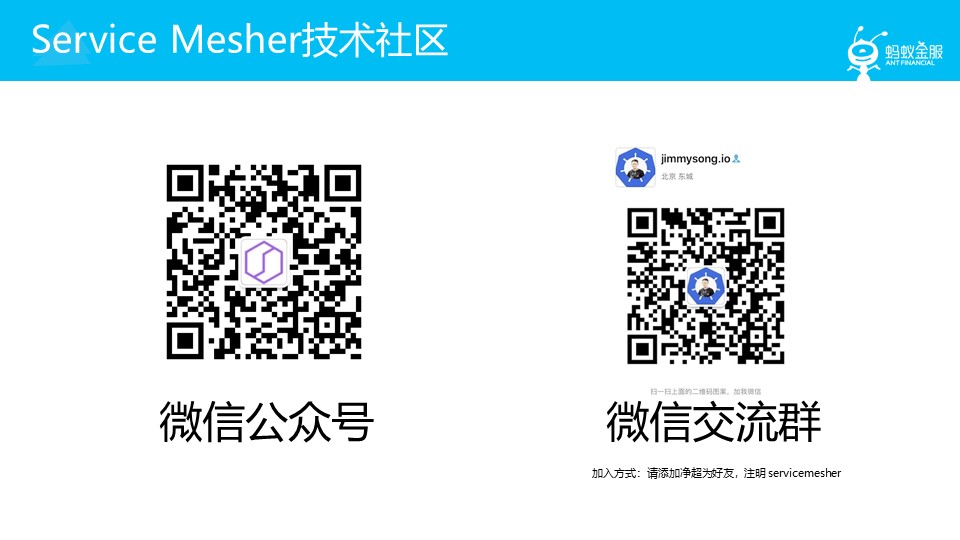 Service Mesher技术社区
蚂蚁金服
ANT FINANCIAL
jimmysong.io
北京 东城
扫一扫上面的二维码图案，加我微信
微信公众号
微信交流群
加入方式：请添加净超为好友，注明 servicemesher